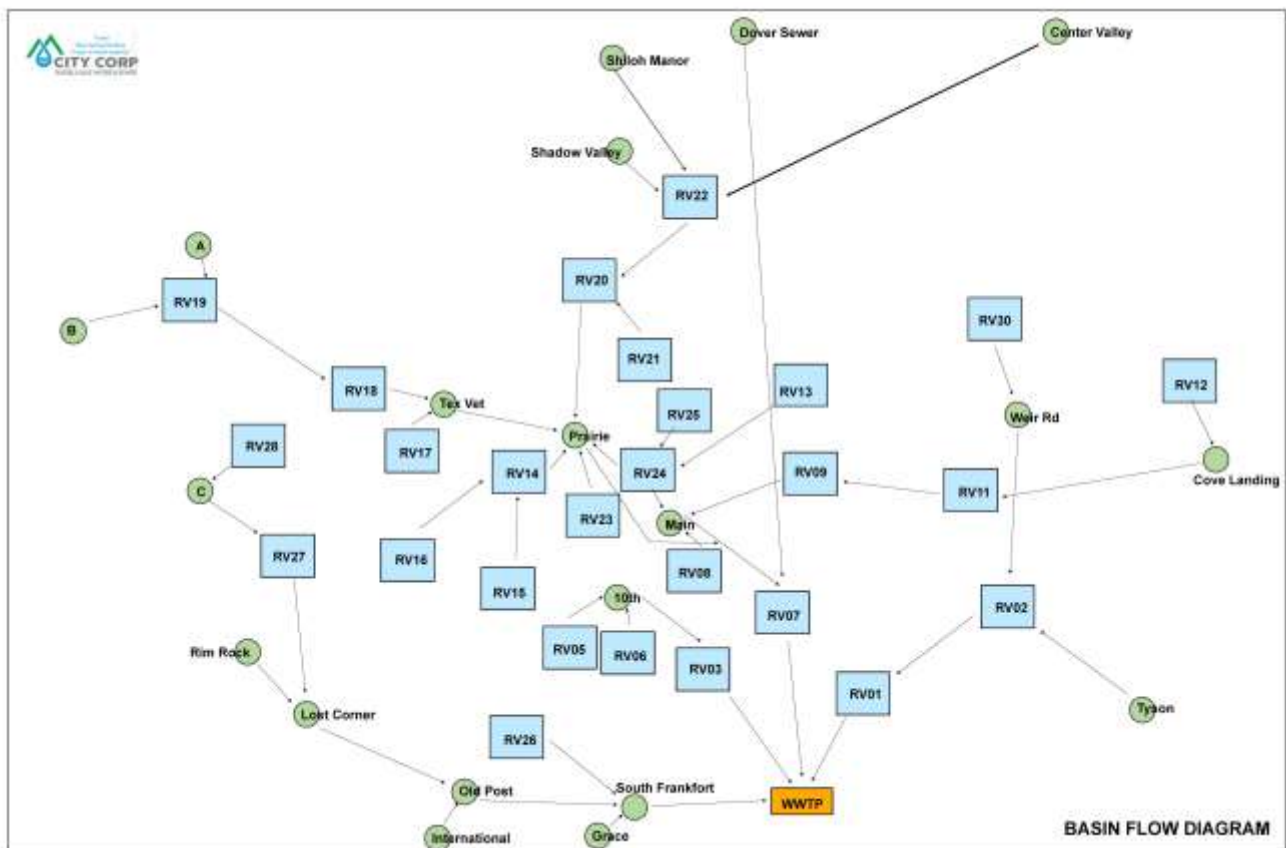 CITY CORP
Dover Sewer
Center Valley
Shiloh Manor
Shadow Valley
RV22
A
RV20
RV19
B
RV30
RV21
RV18
RV13
RV12
Tex Vet
RV25
Weir Rd
Prairie
RV28
RV17
RV14
RV24
RV09
RV11
Cove Landing
C
RV23
Main
RV27
RV16
RV08
RV15
10th
RV07
RV02
RV05
RV06
RV03
Rim Rock
RV01
Lost Corner
Tyson
RV26
Old Post
South Frankfort
WWTP
International
Grace
BASIN FLOW DIAGRAM